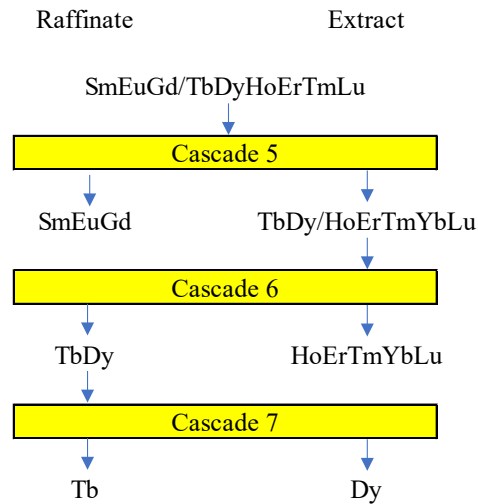 Raffinate Extract
SmEuGd/TbDyHoErTmLu
Cascade 5
SmEuGd TbDy/HoErTmYbLu
Cascade 6
TbDy HoErTmYbLu
Cascade 7
Tb Dy